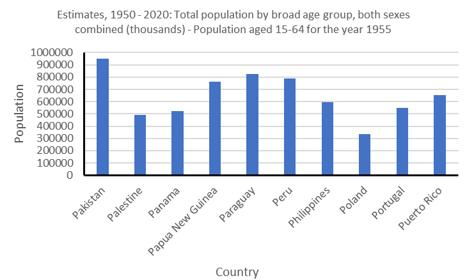 Estimates, 1950 - 2020: Total population by broad age group, both sexes
combined (thousands) - Population aged 15-64 for the year 1955
1000000
900000
800000
700000
600000
500000
400000
300000
200000
100000
0
Population
Pakistan
Palestine
Panama
Papua New Guinea
Paraguay
Peru
Philippines
Poland
Portugal
Puerto Rico
Country